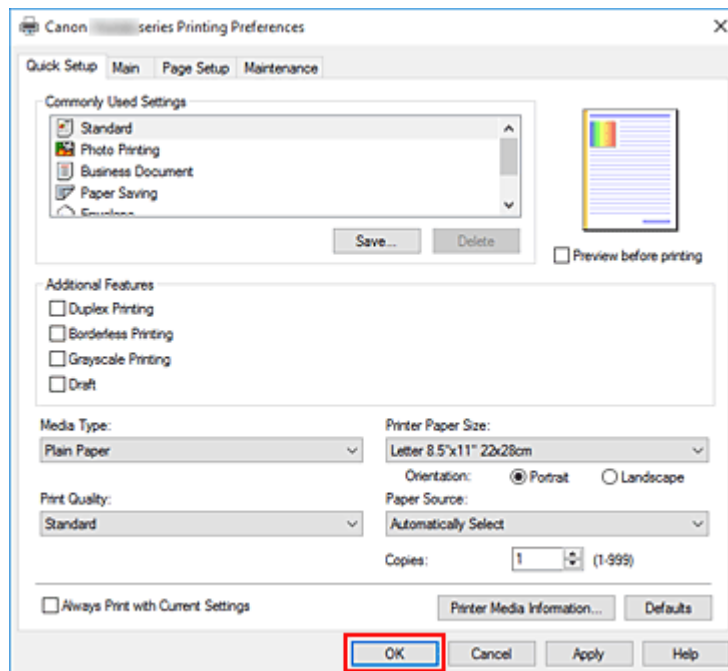 Canon series Printing Preferences
Quick Setup Main Page Setup Maintenance
Commonly Used Settings
Standard
Photo Printing
Business Document
Paper Saving
Envelope
Save... Delete
Preview before printing
Additional Features
Duplex Printing
Borderless Printing
Grayscale Printing
Draft
Media Type: Printer Paper Size:
Plain Paper Letter 8.5"x11" 22x28cm
Orientation: Portrait Landscape
Print Quality: Paper Source:
Standard Automatically Select
Copies: 1 (1-999)
Always Print with Current Settings Printer Media Information... Defaults
OK Cancel Apply Help